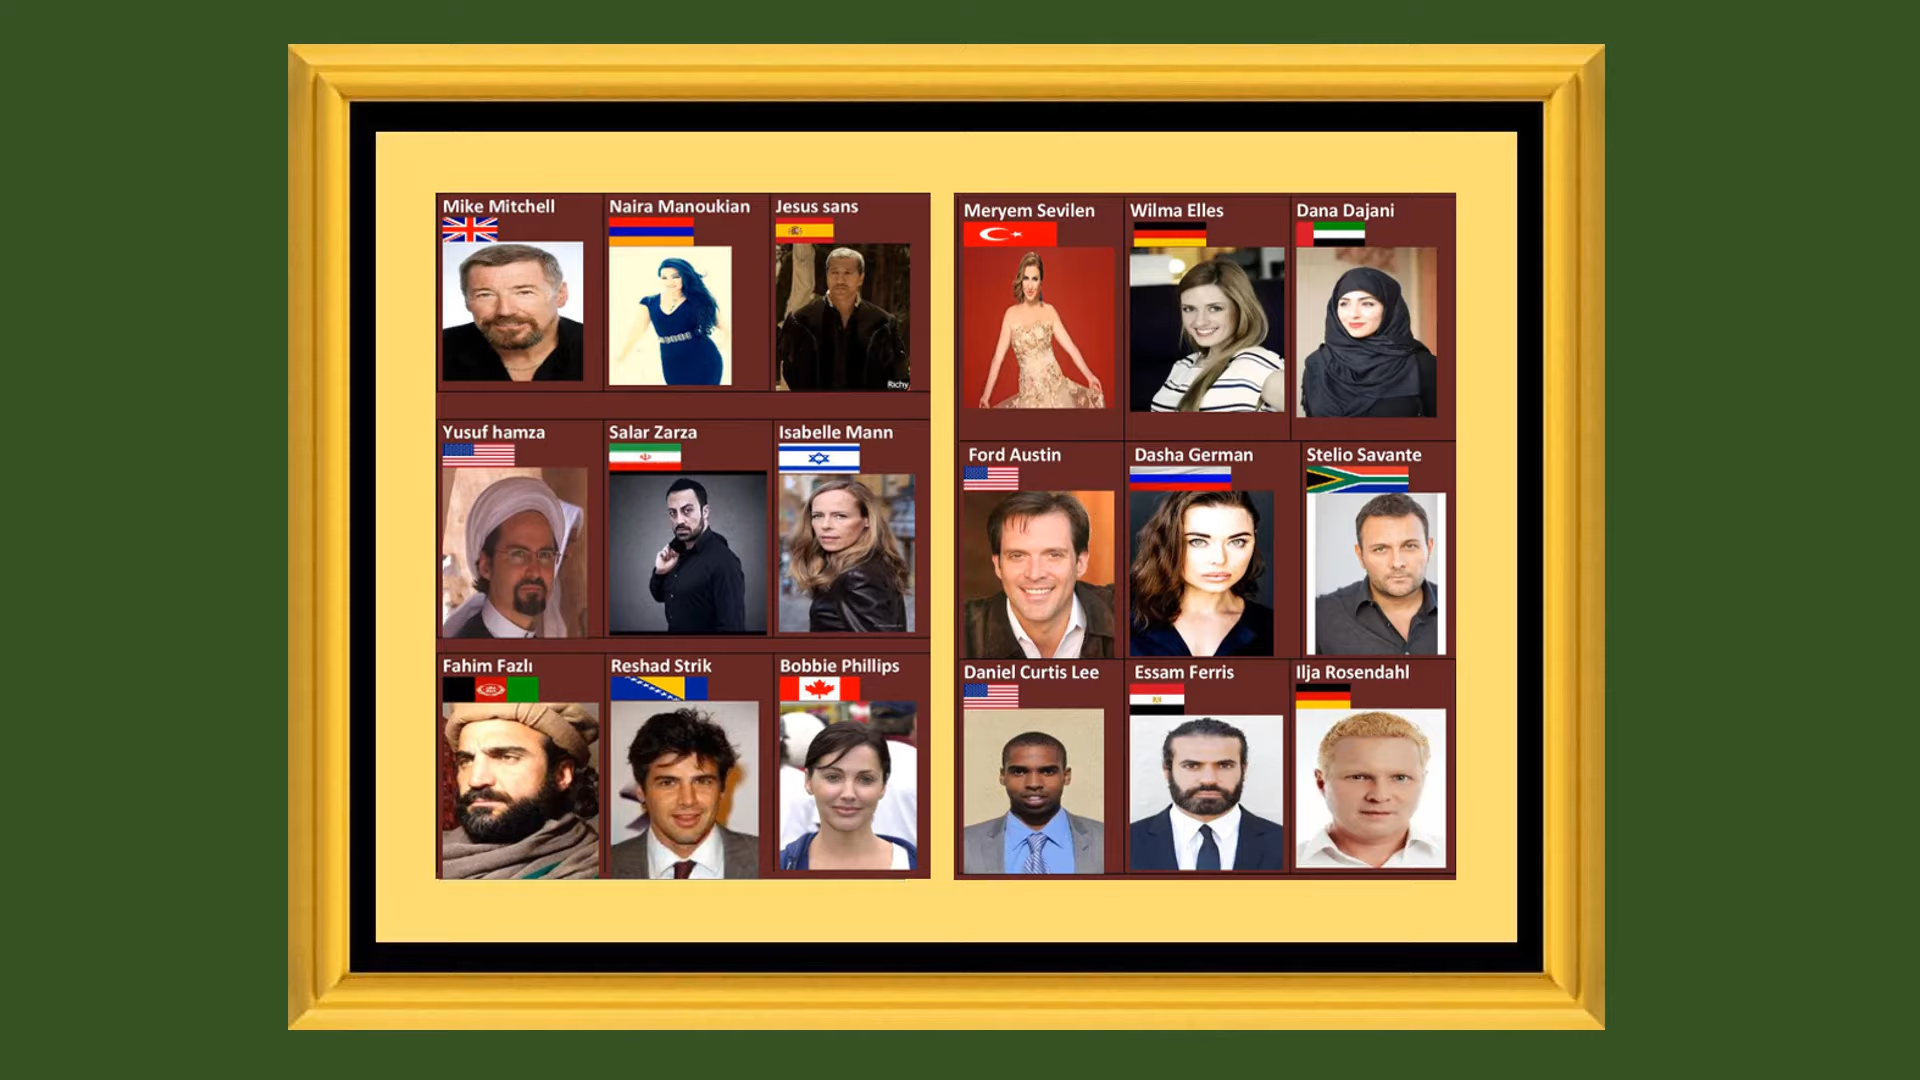 Mike Mitchell
Naira Manoukian
Jesus sans
Richy
Yusuf hamza
Salar Zarza
Isabelle Mann
Fahim Fazlı
Reshad Strik
Bobbie Phillips
Meryem Sevilen
Wilma Elles
Dana Dajani
Ford Austin
Dasha German
Stelio Savante
Daniel Curtis Lee
Essam Ferris
Ilja Rosendahl